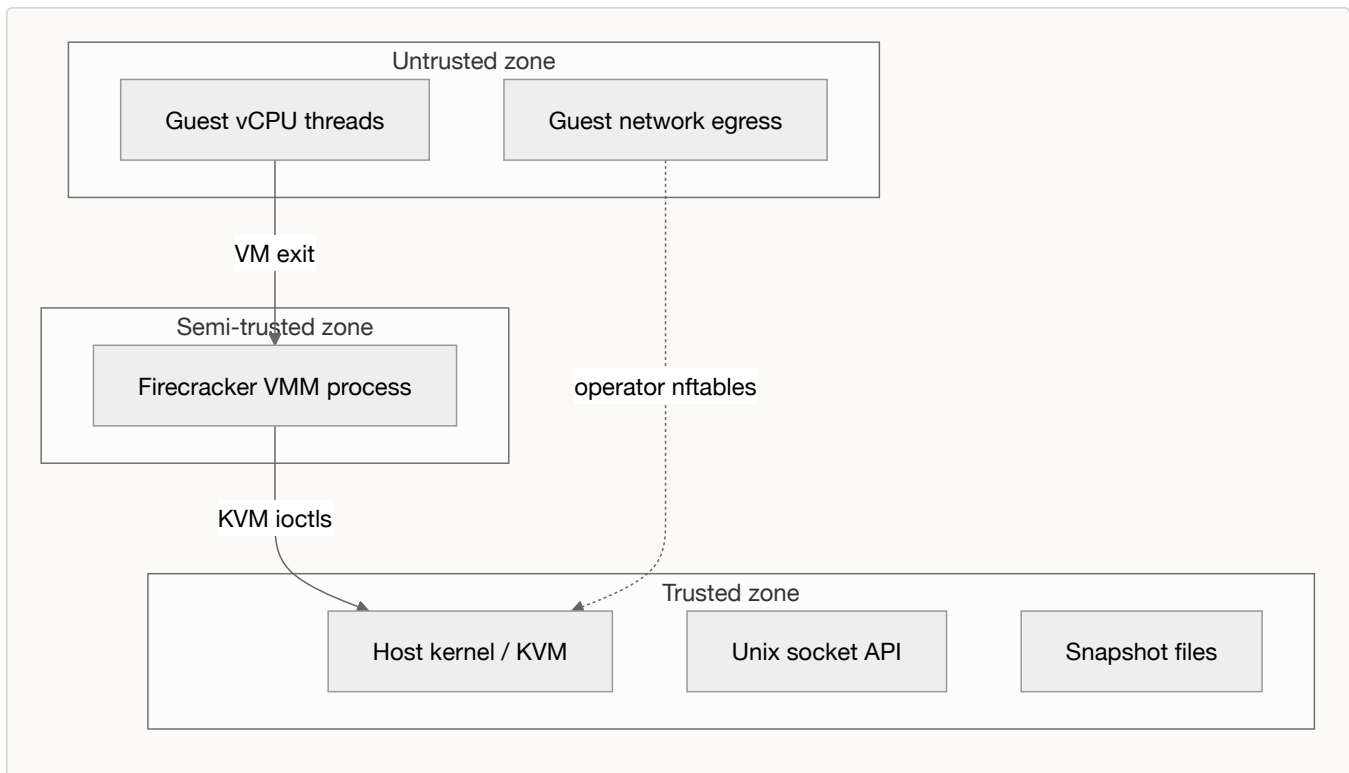 Untrusted zone
Guest vCPU threads
Guest network egress
VM exit
Semi-trusted zone
Firecracker VMM process
operator nftables
KVM ioctls
Trusted zone
Host kernel / KVM
Unix socket API
Snapshot files